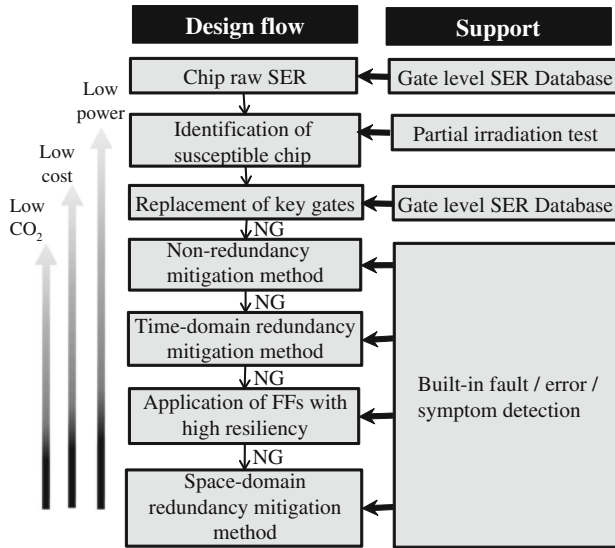 Design flow
Support
Chip raw SER
Gate level SER Database
Low
power
Identification of
susceptible chip
Partial irradiation test
Low
cost
Replacement of key gates
Gate level SER Database
Low
CO₂
NG
Non-redundancy
mitigation method
NG
Time-domain redundancy
mitigation method
Built-in fault / error /
symptom detection
NG
Application of FFs with
high resiliency
NG
Space-domain
redundancy mitigation
method